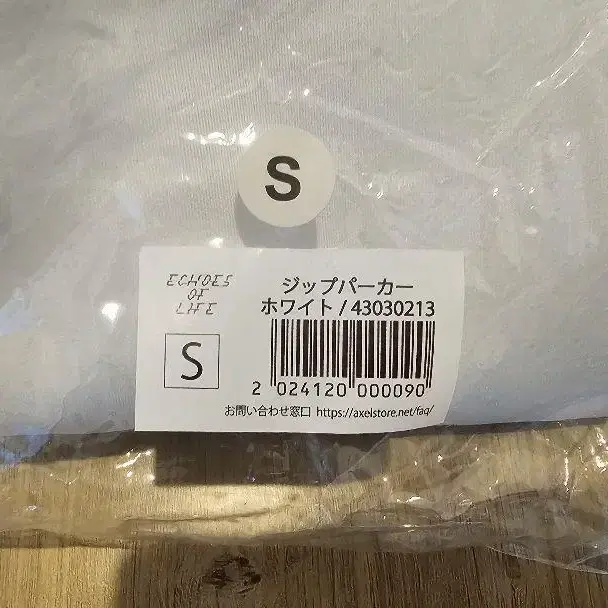 S
ECHOES
OF
LIFE
ジップパーカー
ホワイト / 43030213
S
2 024120 000090
お問い合わせ窓口 https://axelstore.net/faq/